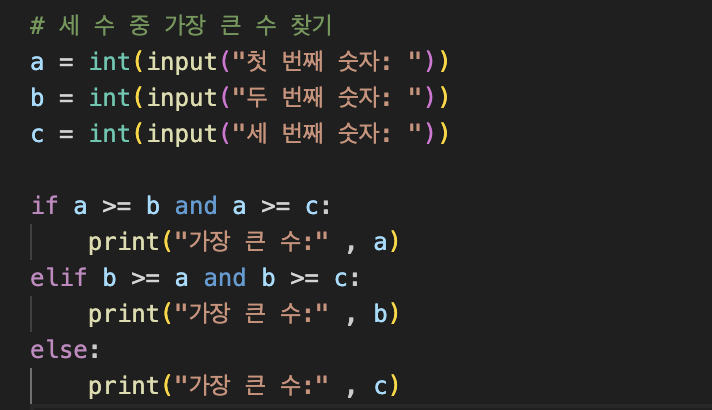 # 세 수 중 가장 큰 수 찾기
a = int(input("첫 번째 숫자: "))
b = int(input("두 번째 숫자: "))
c = int(input("세 번째 숫자: "))

if a >= b and a >= c:
    print("가장 큰 수:" , a)
elif b >= a and b >= c:
    print("가장 큰 수:" , b)
else:
    print("가장 큰 수:" , c)